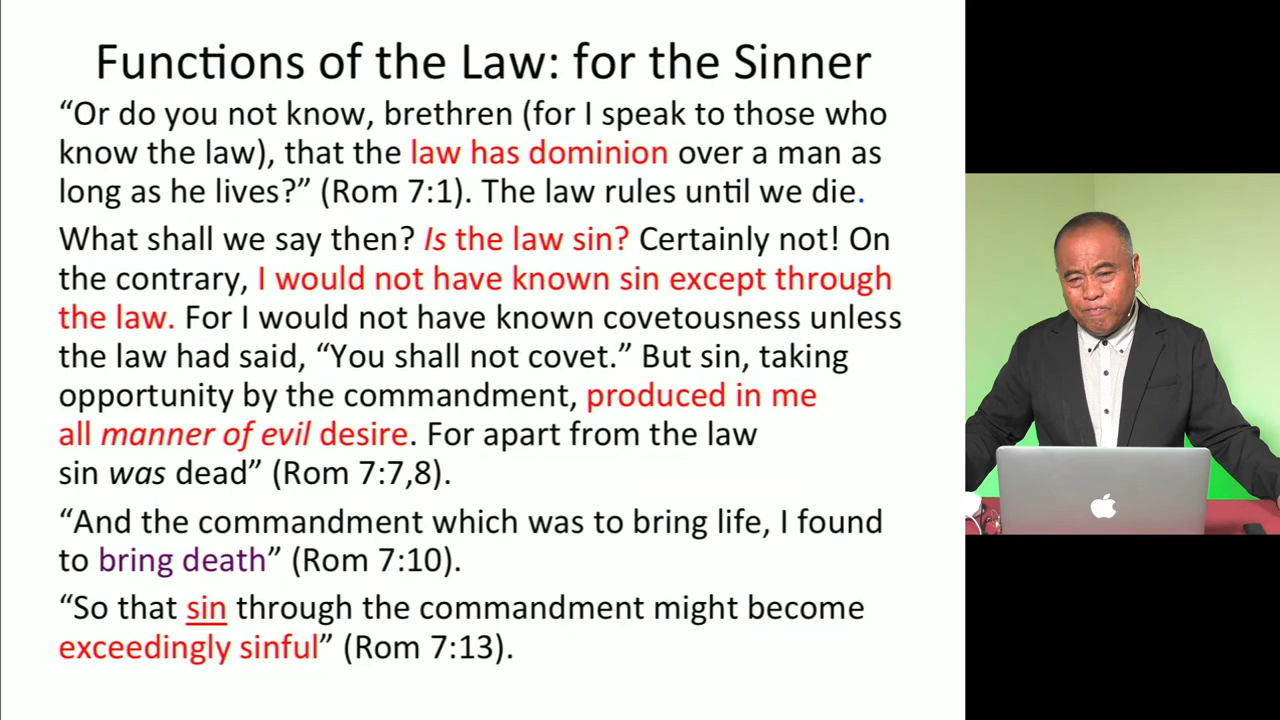 Functions of the Law: for the Sinner
“Or do you not know, brethren (for I speak to those who
know the law), that the law has dominion over a man as
long as he lives?” (Rom 7:1). The law rules until we die.
What shall we say then? Is the law sin? Certainly not! On
the contrary, I would not have known sin except through
the law. For I would not have known covetousness unless
the law had said, “You shall not covet.” But sin, taking
opportunity by the commandment, produced in me
all manner of evil desire. For apart from the law
sin was dead” (Rom 7:7,8).
“And the commandment which was to bring life, I found
to bring death” (Rom 7:10).
“So that sin through the commandment might become
exceedingly sinful” (Rom 7:13).